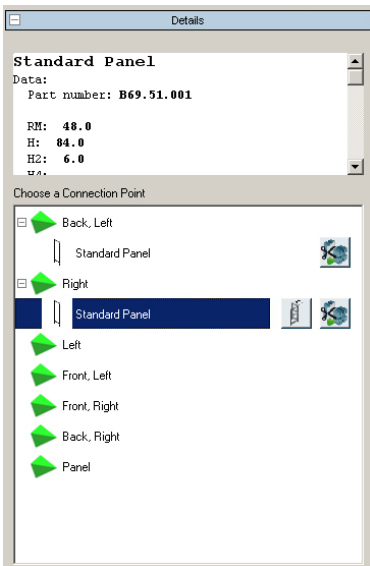 Details
Standard Panel
Data:
Part number: B69.51.001
RM: 48.0
H: 84.0
H2: 6.0
Choose a Connection Point
Back, Left
Standard Panel
Right
Standard Panel
Left
Front, Left
Front, Right
Back, Right
Panel